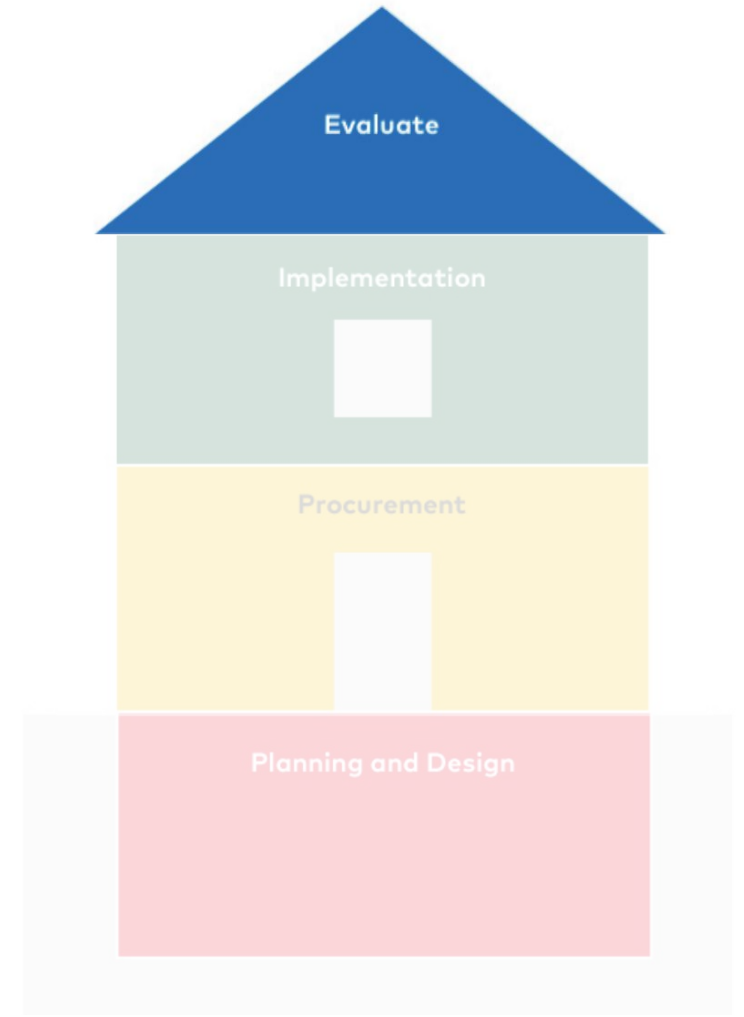 Evaluate
Implementation
Procurement
Planning and Design